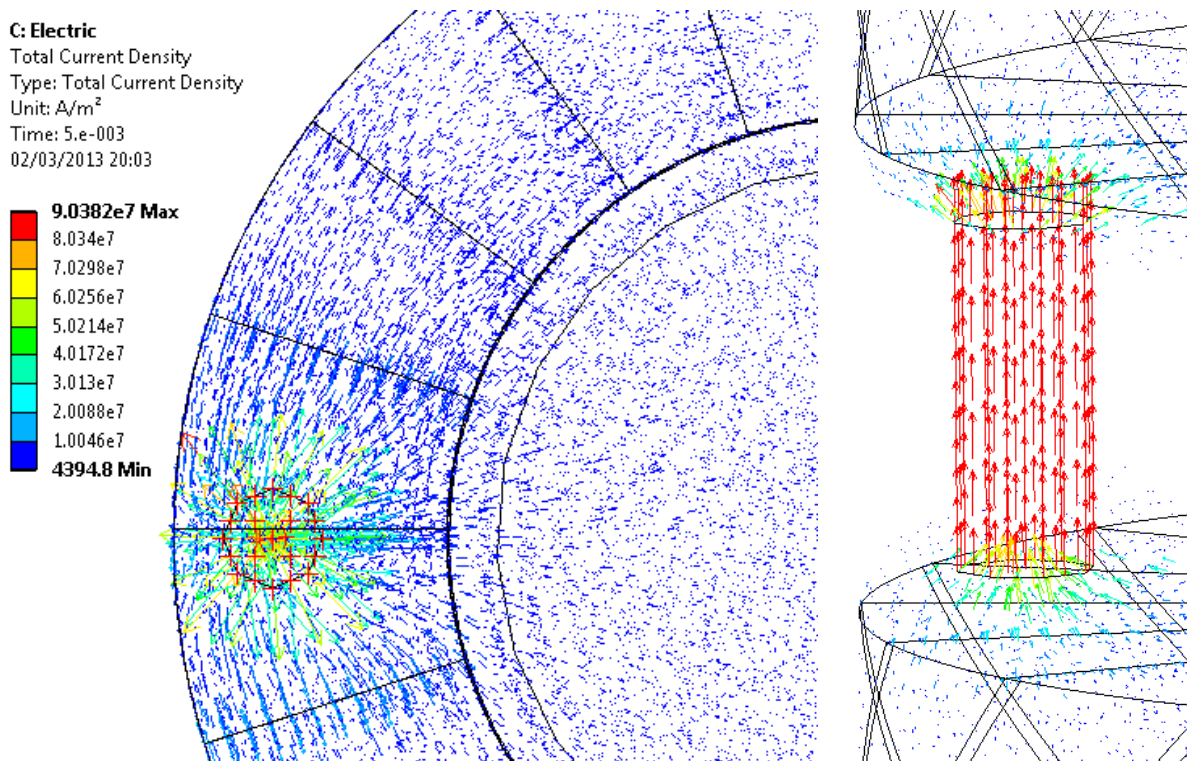 C: Electric
Total Current Density
Type: Total Current Density
Unit: A/m²
Time: 5.e-003
02/03/2013 20:03
9.0382e7 Max
8.034e7
7.0298e7
6.0256e7
5.0214e7
4.0172e7
3.013e7
2.0088e7
1.0046e7
4394.8 Min